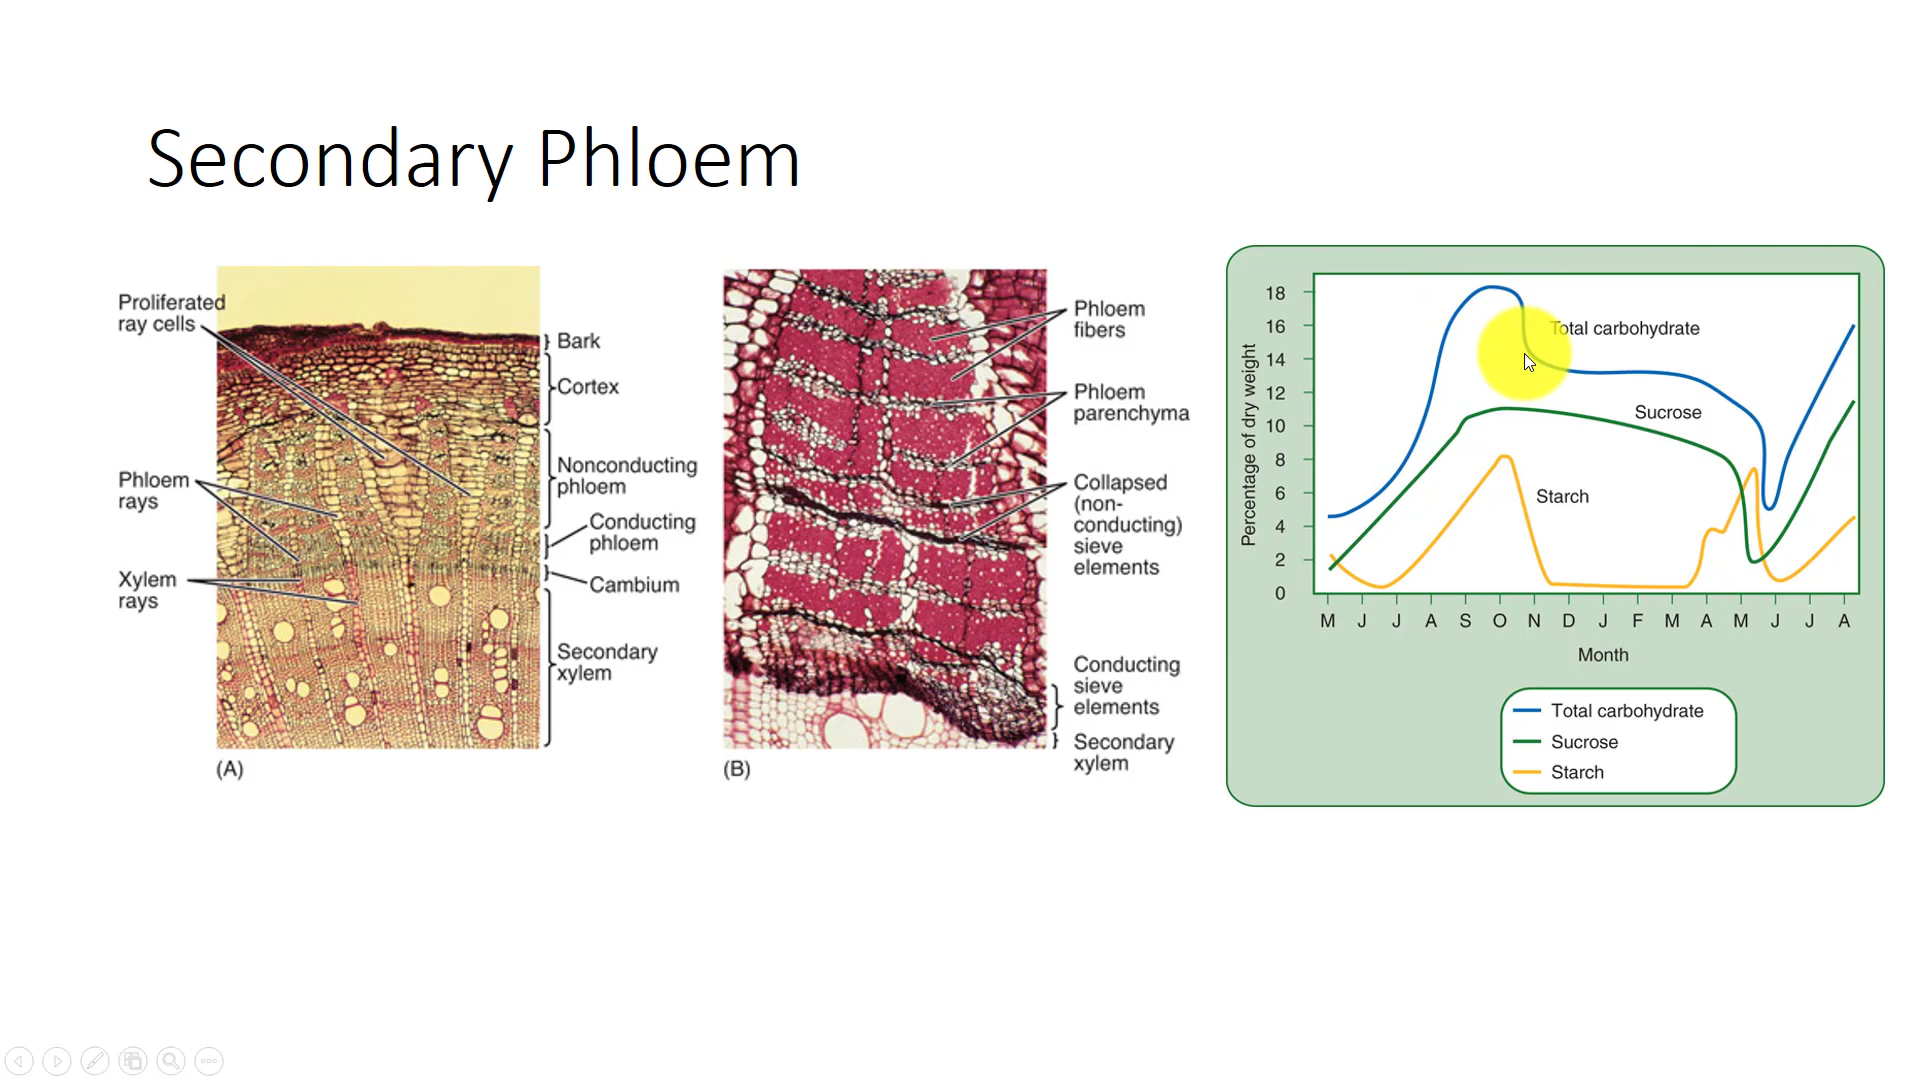 Secondary Phloem
Proliferated
ray cells
Phloem
rays
Xylem
rays
Bark
Cortex
Nonconducting
phloem
Conducting
phloem
Cambium
Secondary
xylem
(A)
Phloem
fibers
Phloem
parenchyma
Collapsed
(non-
conducting)
sieve
elements
Conducting
sieve
elements
Secondary
xylem
(B)
Percentage of dry weight
18
16
14
12
10
8
6
4
2
0
Total carbohydrate
Sucrose
Starch
M J J A S O N D J F M A M J J A
Month
Total carbohydrate
Sucrose
Starch